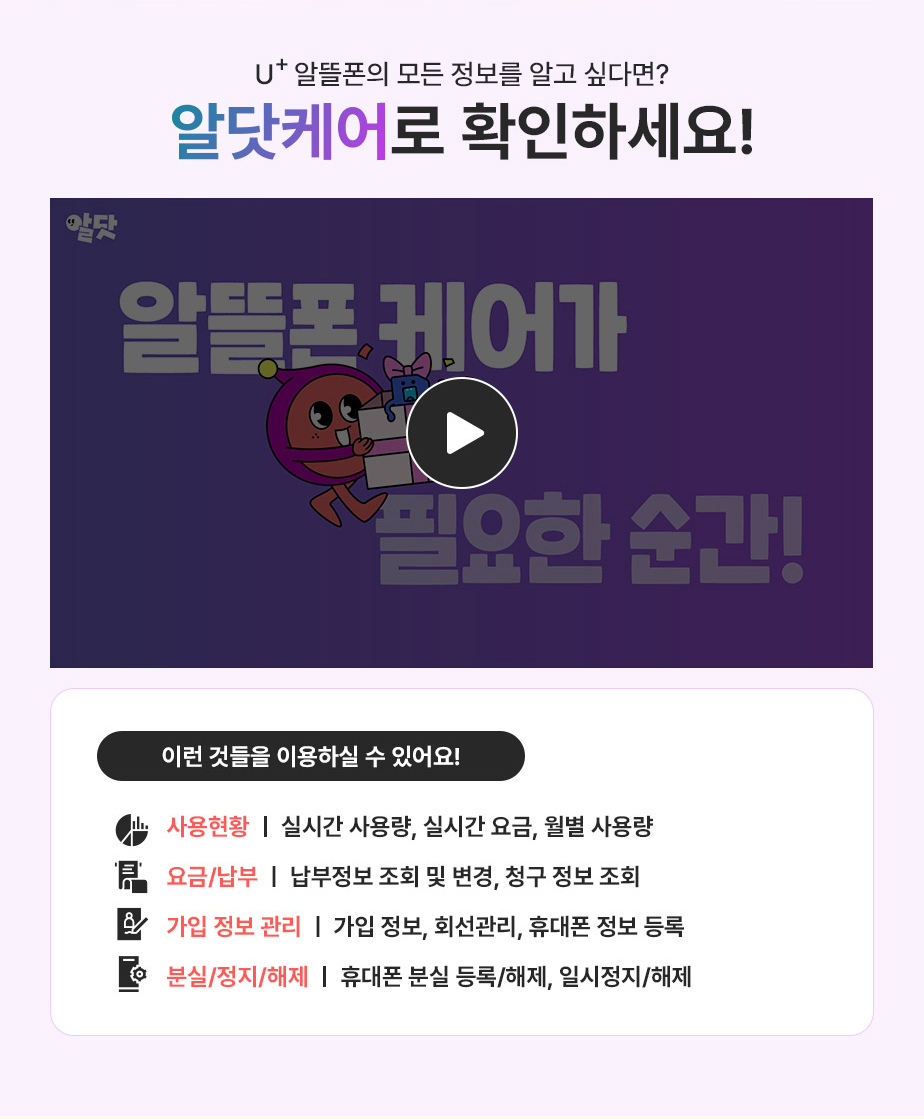 U+ 알뜰폰의 모든 정보를 알고 싶다면?
알닷케어로 확인하세요!
알닷
알뜰폰 케어가
필요한 순간!
이런 것들을 이용하실 수 있어요!
사용현황 | 실시간 사용량, 실시간 요금, 월별 사용량
요금/납부 | 납부정보 조회 및 변경, 청구 정보 조회
가입 정보 관리 | 가입 정보, 회선관리, 휴대폰 정보 등록
분실/정지/해제 | 휴대폰 분실 등록/해제, 일시정지/해제